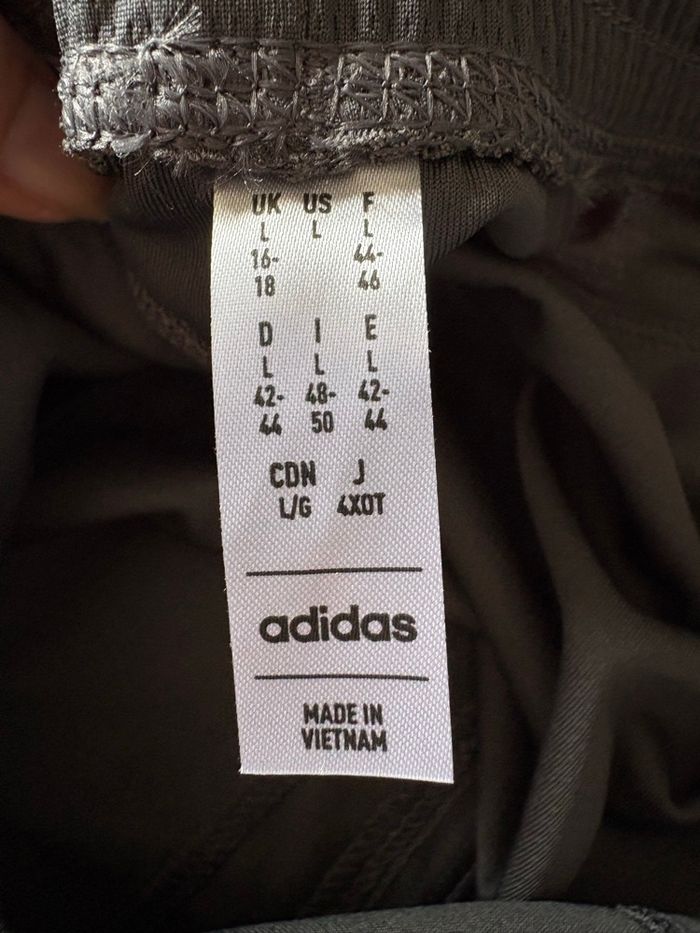 UK US F
L L L
16- 44-
18 46
D I E
L L L
42- 48- 42-
44 50 44
CDN J
L/G 4XOT
adidas
MADE IN
VIETNAM